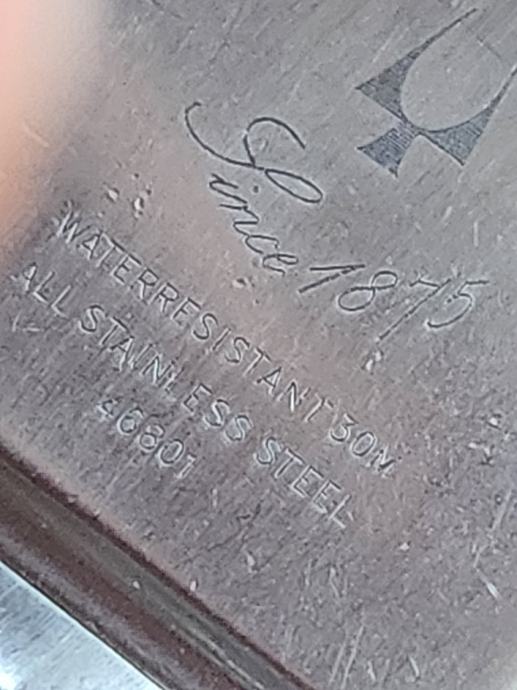 Since 1875
WATERRESISTANT 30M
ALL STAINLESS STEEL
46801